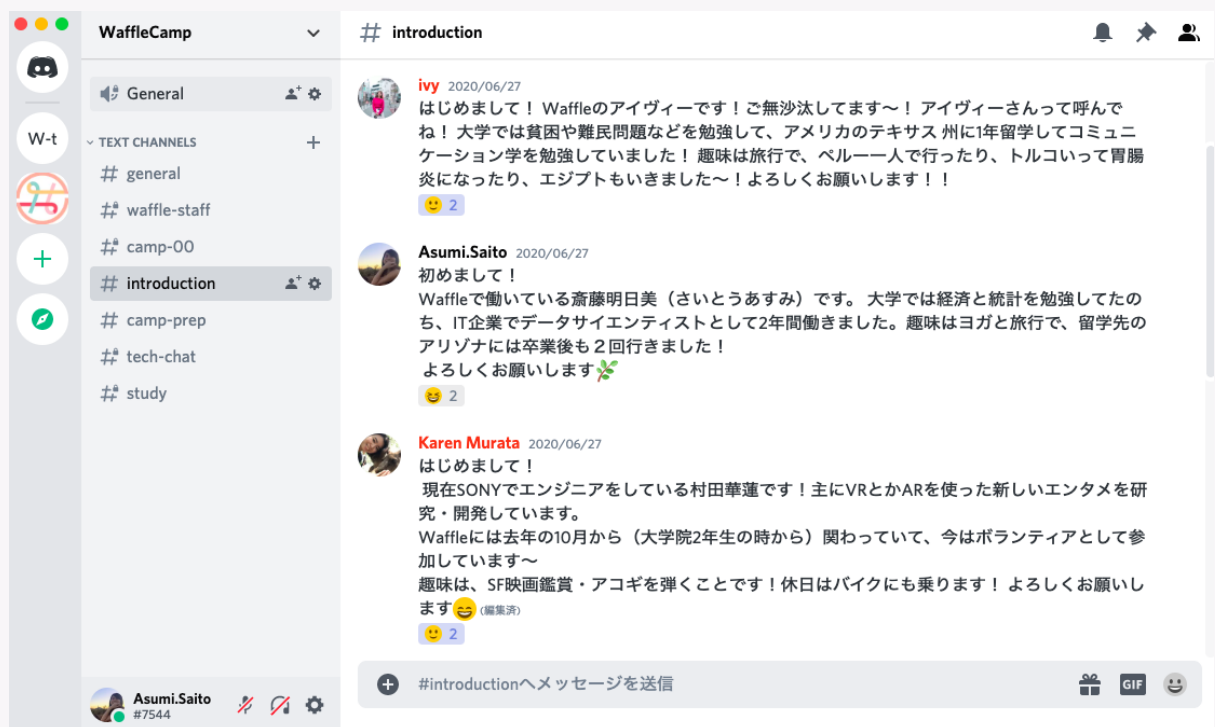 WaffleCamp
W-t
General
TEXT CHANNELS
general
waffle-staff
camp-00
introduction
camp-prep
tech-chat
study
Asumi.Saito
#7544
introduction
ivy 2020/06/27
はじめまして！ Waffleのアイヴィーです！ご無沙汰してます〜！ アイヴィーさんって呼んで
ね！ 大学では貧困や難民問題などを勉強して、アメリカのテキサス 州に1年留学してコミュニ
ケーション学を勉強していました！ 趣味は旅行で、ペルー一人で行ったり、トルコいって胃腸
炎になったり、エジプトもいきました〜！よろしくお願いします！！
2
Asumi.Saito 2020/06/27
初めまして！
Waffleで働いている斎藤明日美（さいとうあすみ）です。 大学では経済と統計を勉強してたの
ち、IT企業でデータサイエンティストとして2年間働きました。趣味はヨガと旅行で、留学先の
アリゾナには卒業後も２回行きました！
よろしくお願いします🌿
2
Karen Murata 2020/06/27
はじめまして！
現在SONYでエンジニアをしている村田華蓮です！主にVRとかARを使った新しいエンタメを研
究・開発しています。
Waffleには去年の10月から（大学院2年生の時から）関わっていて、今はボランティアとして参
加しています〜
趣味は、SF映画鑑賞・アコギを弾くことです！休日はバイクにも乗ります！ よろしくお願いし
ます😄 (編集済)
2
#introductionへメッセージを送信
GIF